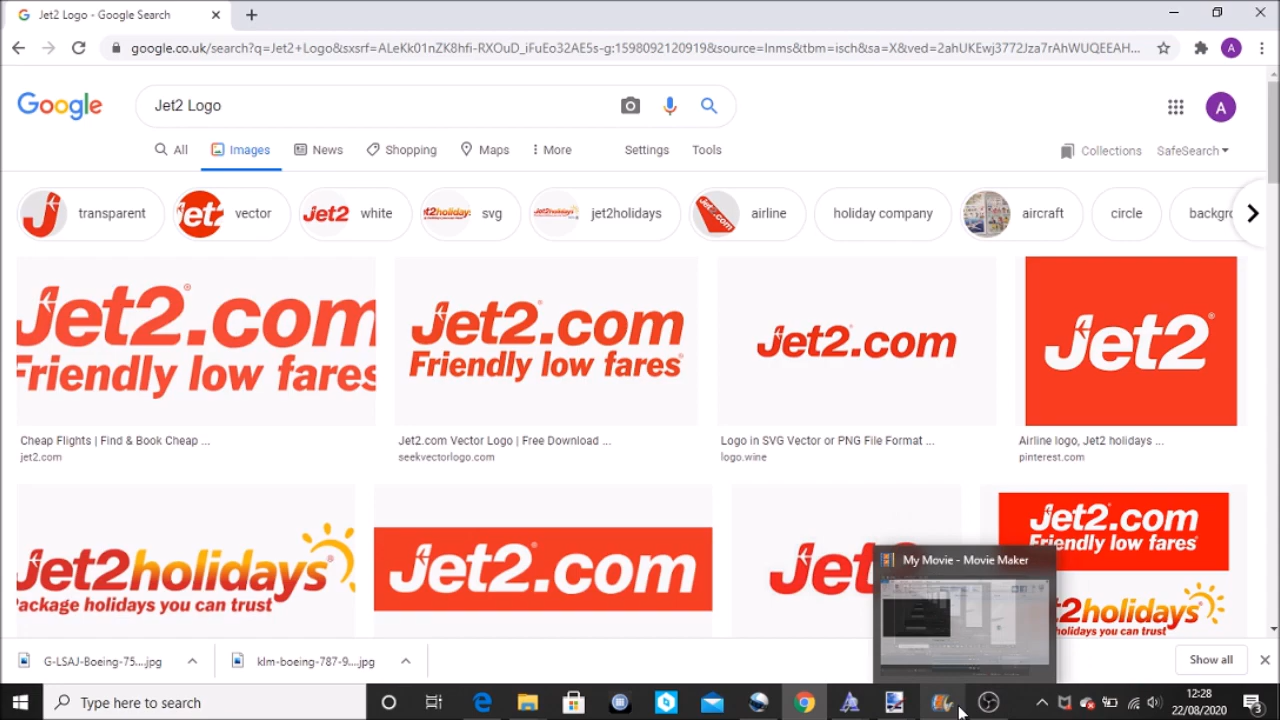 Jet2 Logo - Google Search
google.co.uk/search?q=Jet2+Logo&sxsrf=ALeKk01nZK8hfi-RXOuD_iFuEo32AE5s-g:1598092120919&source=lnms&tbm=isch&sa=X&ved=2ahUKEwj3772Jza7rAhWUQEEAH...
A
Google
Jet2 Logo
A
All
Images
News
Shopping
Maps
More
Settings
Tools
Collections
SafeSearch
transparent
vector
white
svg
jet2holidays
airline
holiday company
aircraft
circle
backgro
Jet2.com
Friendly low fares
Jet2.com
Friendly low fares
Jet2.com
Jet2
Cheap Flights | Find & Book Cheap ...
jet2.com
Jet2.com Vector Logo | Free Download ...
seekvectorlogo.com
Logo in SVG Vector or PNG File Format ...
logo.wine
Airline logo, Jet2 holidays ...
pinterest.com
Jet2holidays
Package holidays you can trust
Jet2.com
Jet2
Jet2.com
Friendly low fares
Jet2holidays
holidays you can trust
My Movie - Movie Maker
G-LSAJ-Boeing-75....jpg
klm-boeing-787-9....jpg
Show all
Type here to search
12:28
22/08/2020
3